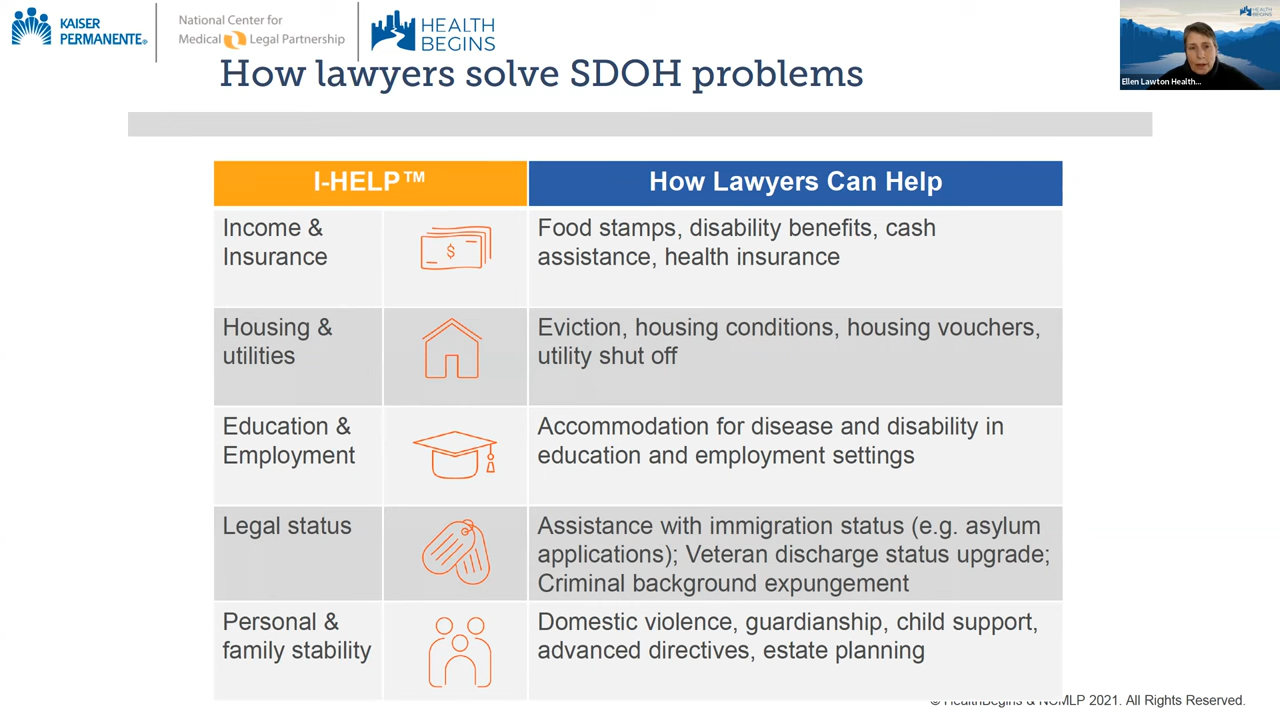 KAISER
PERMANENTE®
National Center for
Medical Legal Partnership
HEALTH
BEGINS
HEALTH
BEGINS
Ellen Lawton Health...
How lawyers solve SDOH problems
I-HELP™
How Lawyers Can Help
Income &
Insurance
$
Food stamps, disability benefits, cash
assistance, health insurance
Housing &
utilities
Eviction, housing conditions, housing vouchers,
utility shut off
Education &
Employment
Accommodation for disease and disability in
education and employment settings
Legal status
Assistance with immigration status (e.g. asylum
applications); Veteran discharge status upgrade;
Criminal background expungement
Personal &
family stability
Domestic violence, guardianship, child support,
advanced directives, estate planning
© HealthBegins & NCMLP 2021. All Rights Reserved.